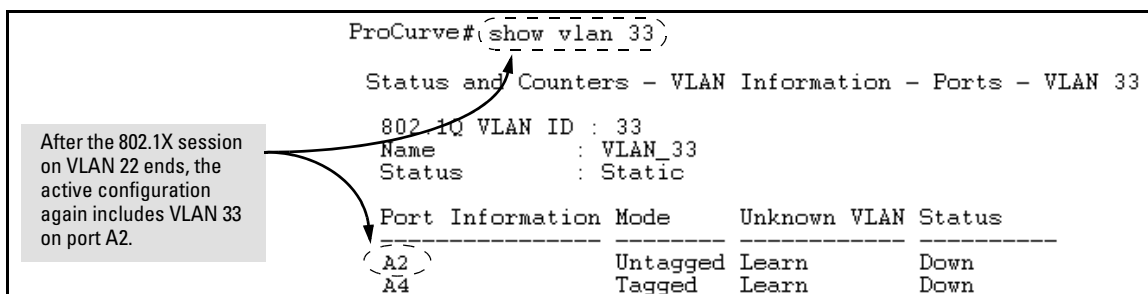 ProCurve# show vlan 33
Status and Counters - VLAN Information - Ports - VLAN 33
802.1Q VLAN ID : 33
Name : VLAN_33
Status : Static
After the 802.1X session
on VLAN 22 ends, the
active configuration
again includes VLAN 33
on port A2.
Port Information Mode Unknown VLAN Status
---------------- -------- ------------ ----------
A2 Untagged Learn Down
A4 Tagged Learn Down